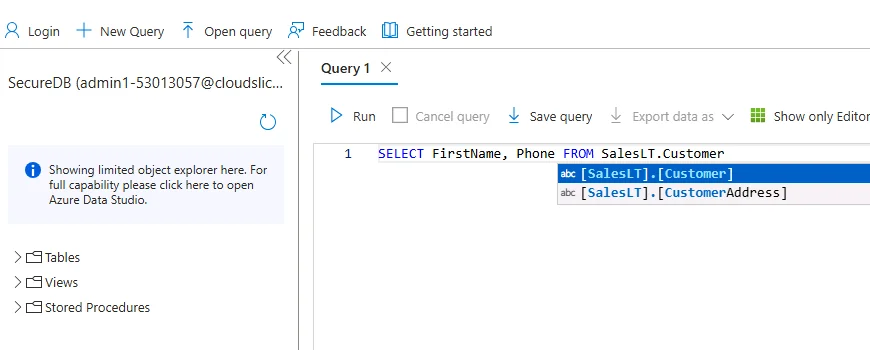 Login New Query Open query Feedback Getting started
SecureDB (admin1-53013057@cloudslic...
Showing limited object explorer here. For
full capability please click here to open
Azure Data Studio.
Tables
Views
Stored Procedures
Query 1
Run Cancel query Save query Export data as Show only Editor
1 SELECT FirstName, Phone FROM SalesLT.Customer
abc [SalesLT].[Customer]
abc [SalesLT].[CustomerAddress]